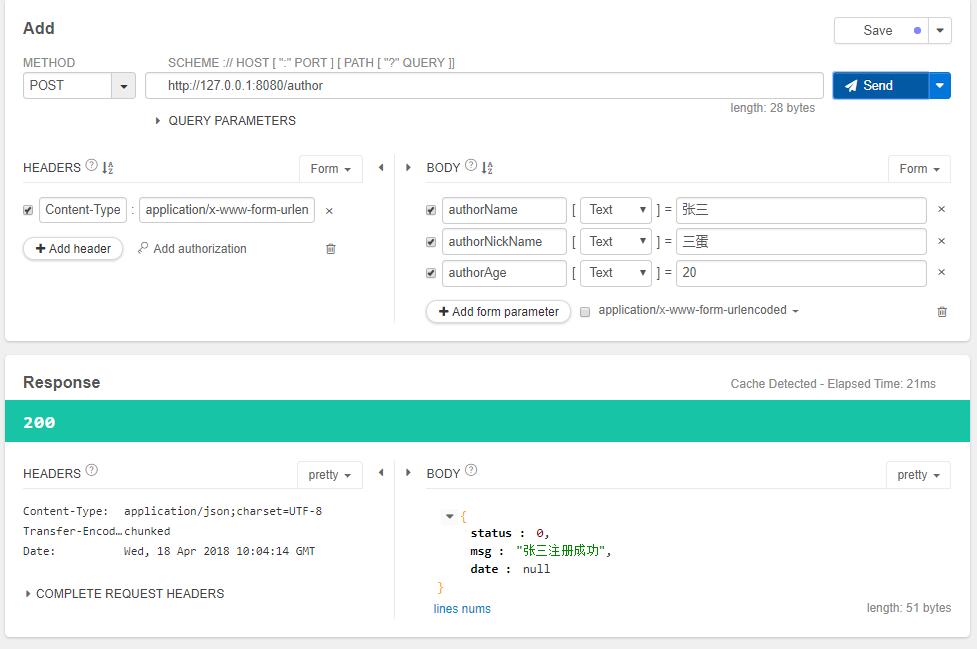 Add
Save
METHOD SCHEME :// HOST [ ":" PORT ] [ PATH [ "?" QUERY ]]
POST http://127.0.0.1:8080/author Send
length: 28 bytes
QUERY PARAMETERS
HEADERS ? Form BODY ? Form
Content-Type : application/x-www-form-urlen × authorName [ Text ] = 张三 ×
authorNickName [ Text ] = 三蛋 ×
+ Add header Add authorization
authorAge [ Text ] = 20 ×
+ Add form parameter application/x-www-form-urlencoded
Response Cache Detected - Elapsed Time: 21ms
200
HEADERS ? pretty BODY ? pretty
Content-Type: application/json;charset=UTF-8
Transfer-Encod… chunked
Date: Wed, 18 Apr 2018 10:04:14 GMT
COMPLETE REQUEST HEADERS
{
status : 0,
msg : "张三注册成功",
date : null
}
lines nums length: 51 bytes